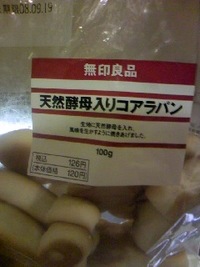 期限08.09.19
無印良品
天然酵母入りコアラパン
生地に天然酵母を入れ、
風味を生かすように焼きあげました。
100g
税込 126円
本体価格 120円